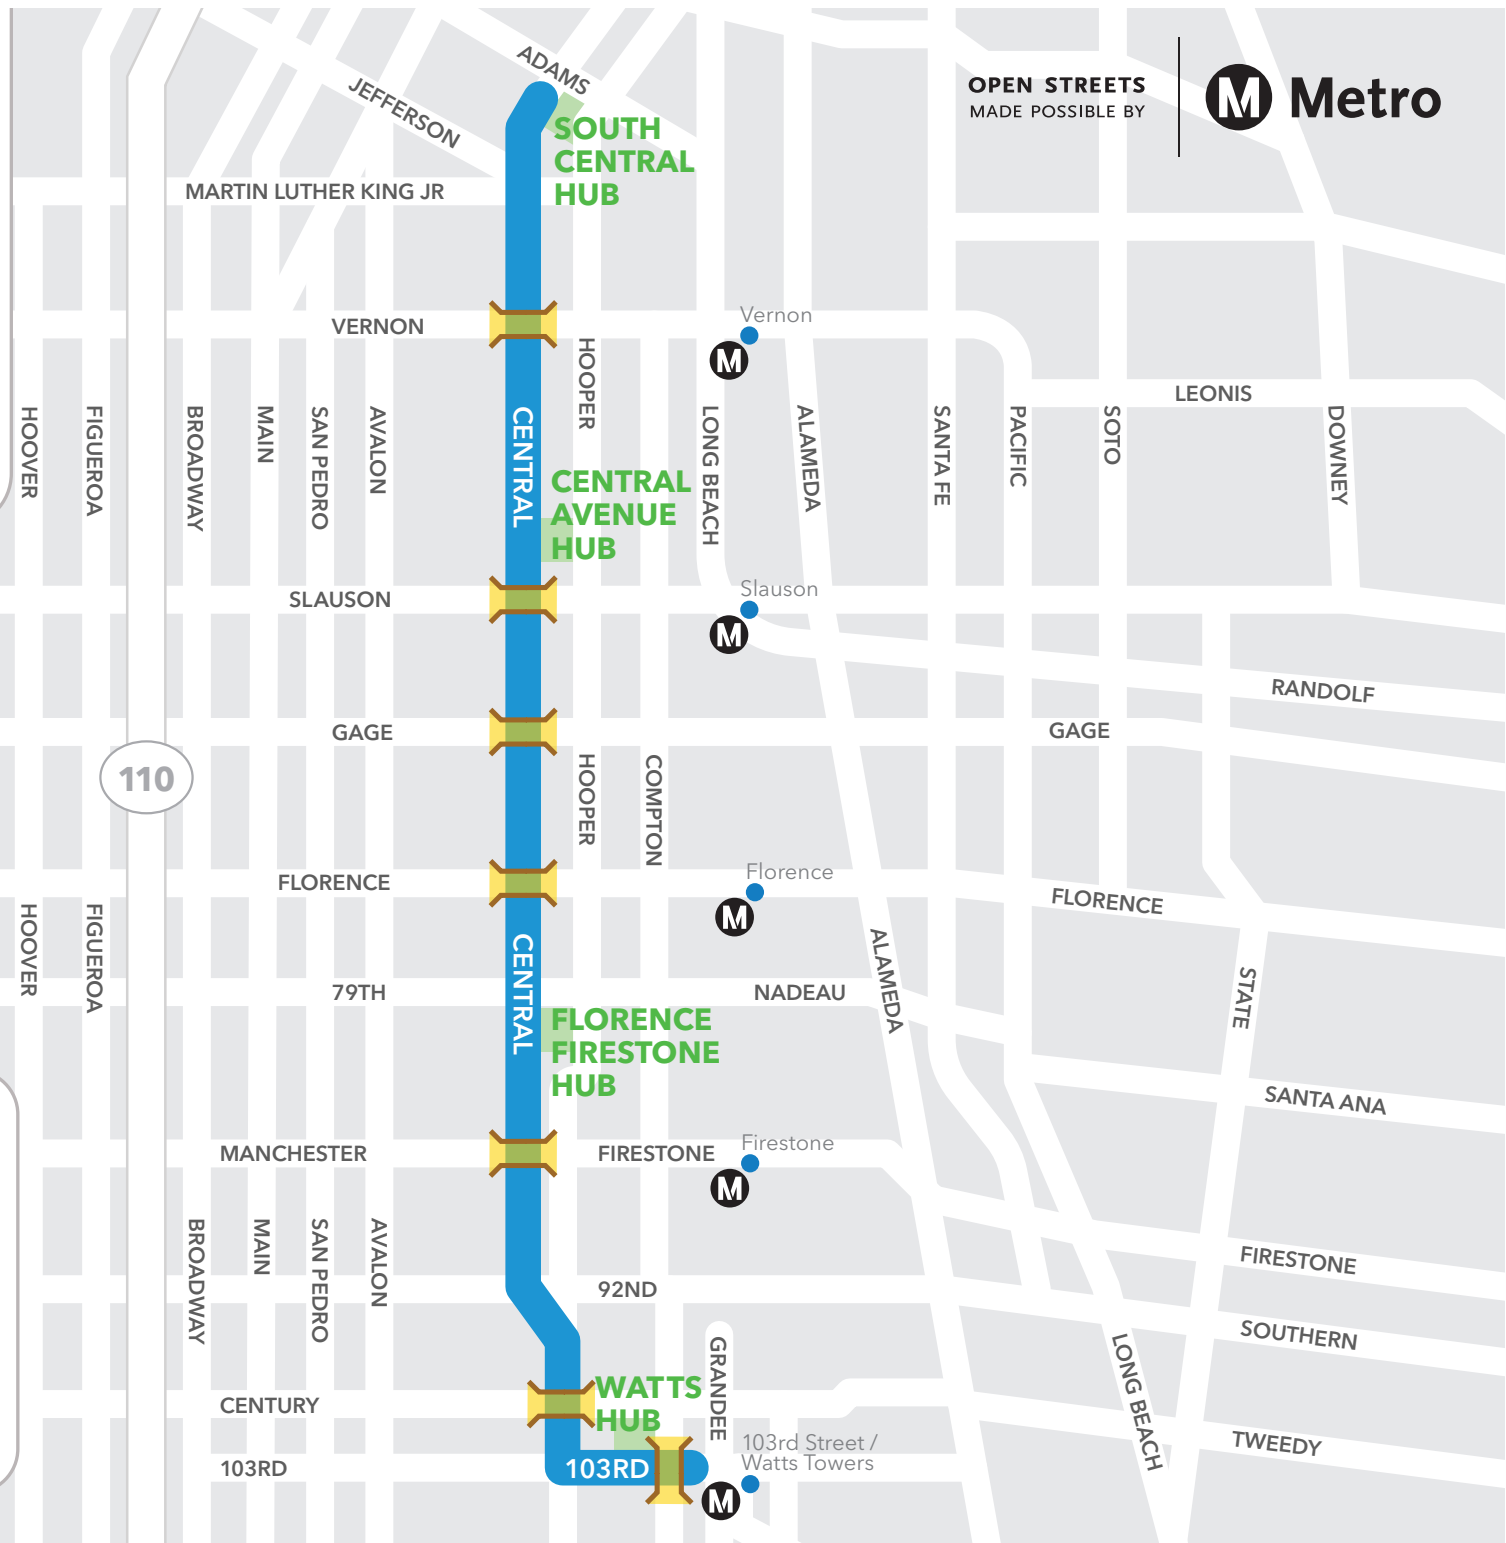 ADAMS
JEFFERSON
OPEN STREETS
MADE POSSIBLE BY
M Metro
SOUTH
CENTRAL
HUB
MARTIN LUTHER KING JR
VERNON
Vernon
M
HOOPER
LEONIS
HOOVER
FIGUEROA
BROADWAY
MAIN
SAN PEDRO
AVALON
CENTRAL
LONG BEACH
ALAMEDA
SANTA FE
PACIFIC
SOTO
DOWNEY
CENTRAL
AVENUE
HUB
SLAUSON
Slauson
M
RANDOLF
GAGE
GAGE
110
HOOPER
COMPTON
FLORENCE
Florence
M
FLORENCE
HOOVER
FIGUEROA
CENTRAL
ALAMEDA
STATE
79TH
NADEAU
FLORENCE
FIRESTONE
HUB
SANTA ANA
MANCHESTER
FIRESTONE
Firestone
M
BROADWAY
MAIN
SAN PEDRO
AVALON
FIRESTONE
92ND
SOUTHERN
GRANDEE
LONG BEACH
WATTS
HUB
CENTURY
103rd Street /
Watts Towers
TWEEDY
103RD
103RD
M